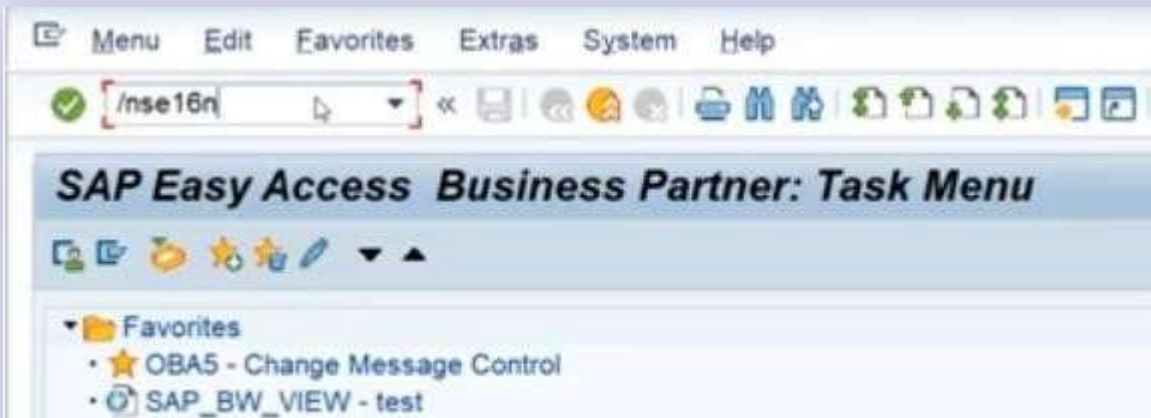 Menu Edit Favorites Extras System Help
/nse16n
SAP Easy Access Business Partner: Task Menu
Favorites
OBA5 - Change Message Control
SAP_BW_VIEW - test